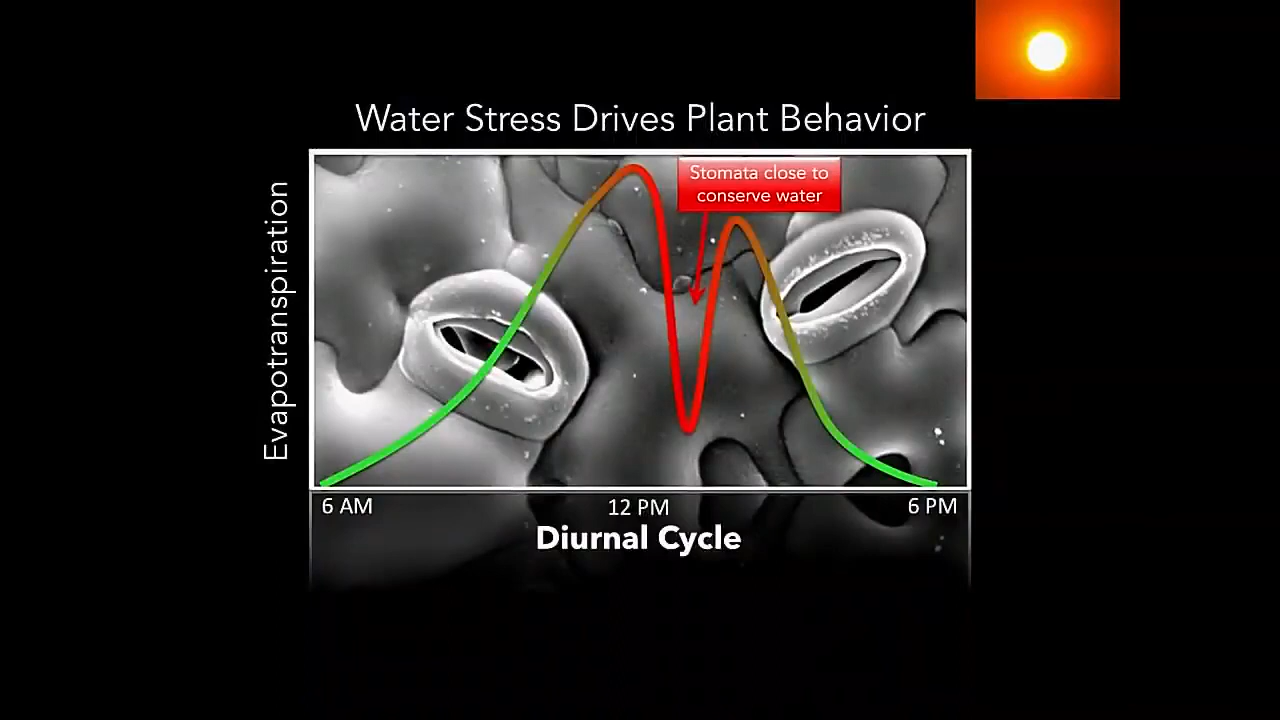 Water Stress Drives Plant Behavior
Stomata close to
conserve water
Evapotranspiration
6 AM
12 PM
6 PM
Diurnal Cycle